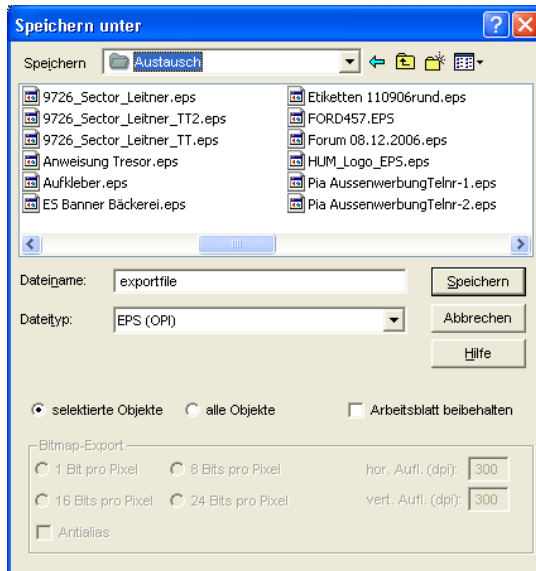 Speichern unter
Speichern Austausch
9726_Sector_Leitner.eps
9726_Sector_Leitner_TT2.eps
9726_Sector_Leitner_TT.eps
Anweisung Tresor.eps
Aufkleber.eps
ES Banner Bäckerei.eps
Etiketten 110906rund.eps
FORD457.EPS
Forum 08.12.2006.eps
HUM_Logo_EPS.eps
Pia AussenwerbungTelnr-1.eps
Pia AussenwerbungTelnr-2.eps
Dateiname: exportfile Speichern
Dateityp: EPS (OPI) Abbrechen
Hilfe
selektierte Objekte alle Objekte Arbeitsblatt beibehalten
Bitmap-Export
1 Bit pro Pixel 8 Bits pro Pixel hor. Aufl. (dpi): 300
16 Bits pro Pixel 24 Bits pro Pixel vert. Aufl. (dpi): 300
Antialias